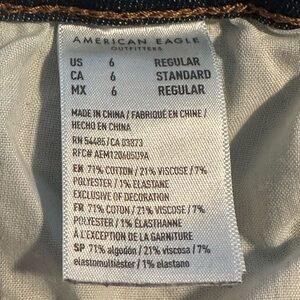 AMERICAN EAGLE
OUTFITTERS
US 6 REGULAR
CA 6 STANDARD
MX 6 REGULAR
MADE IN CHINA / FABRIQUÉ EN CHINE /
HECHO EN CHINA
RN 54485/CA 03873
RFC# AEM120605U9A
EN 71% COTTON / 21% VISCOSE / 7%
POLYESTER / 1% ELASTANE
EXCLUSIVE OF DECORATION
FR 71% COTON / 21% VISCOSE / 7%
POLYESTER / 1% ÉLASTHANNE
À L'EXCEPTION DE LA GARNITURE
SP 71% algodón / 21% viscosa / 7%
elastomultiéster / 1% elastano